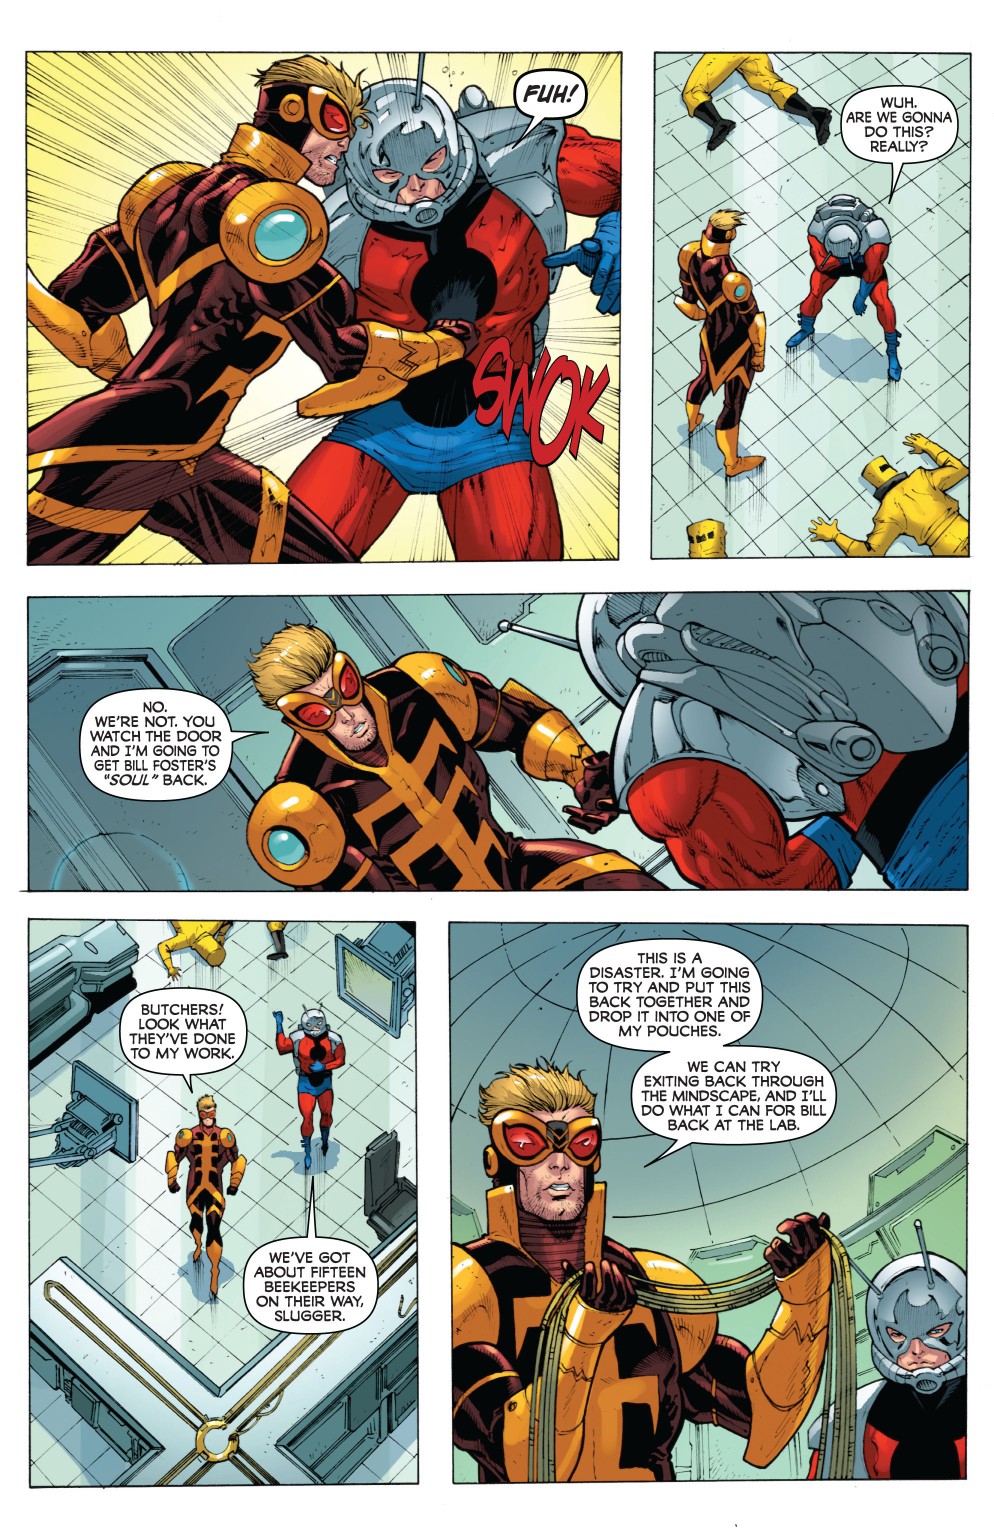 FUH!
SWOK
WUH.
ARE WE GONNA
DO THIS?
REALLY?
NO.
WE'RE NOT. YOU
WATCH THE DOOR
AND I'M GOING TO
GET BILL FOSTER'S
"SOUL" BACK.
BUTCHERS!
LOOK WHAT
THEY'VE DONE
TO MY WORK.
WE'VE GOT
ABOUT FIFTEEN
BEEKEEPERS
ON THEIR WAY,
SLUGGER.
THIS IS A
DISASTER. I'M GOING
TO TRY AND PUT THIS
BACK TOGETHER AND
DROP IT INTO ONE OF
MY POUCHES.
WE CAN TRY
EXITING BACK THROUGH
THE MINDSCAPE, AND I'LL
DO WHAT I CAN FOR BILL
BACK AT THE LAB.